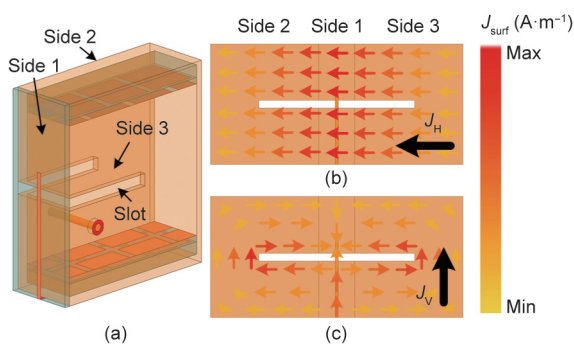 Side 2
Side 1
Side 3
Slot
(a)
Side 2 Side 1 Side 3
J_H
(b)
J_V
(c)
J_surf (A·m⁻¹)
Max
Min